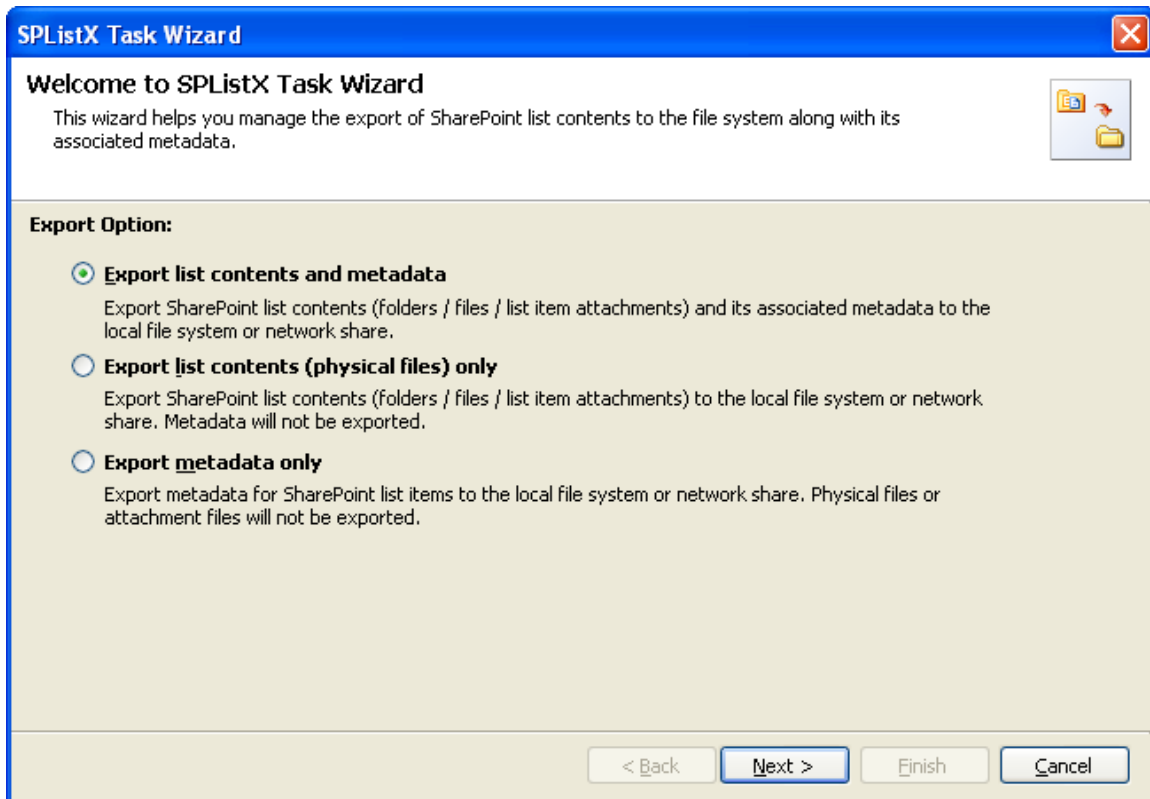 SPListX Task Wizard
Welcome to SPListX Task Wizard
This wizard helps you manage the export of SharePoint list contents to the file system along with its
associated metadata.
Export Option:
Export list contents and metadata
Export SharePoint list contents (folders / files / list item attachments) and its associated metadata to the
local file system or network share.
Export list contents (physical files) only
Export SharePoint list contents (folders / files / list item attachments) to the local file system or network
share. Metadata will not be exported.
Export metadata only
Export metadata for SharePoint list items to the local file system or network share. Physical files or
attachment files will not be exported.
< Back Next > Finish Cancel